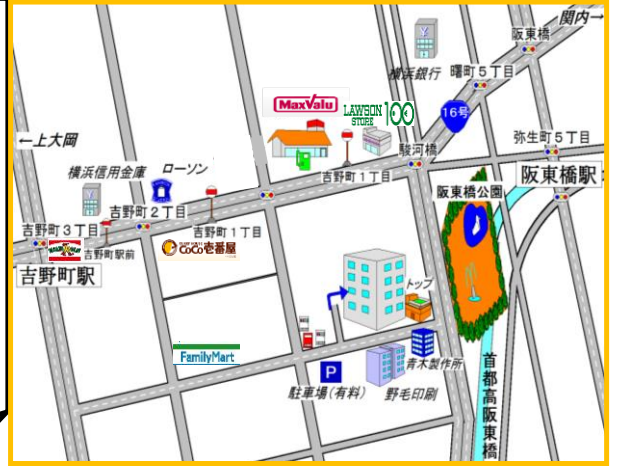 関内→
阪東橋
横浜銀行
曙町5丁目
MaxValu
LAWSON
STORE 100
16号
←上大岡
駿河橋
弥生町5丁目
横浜信用金庫
ローソン
吉野町1丁目
阪東橋駅
阪東橋公園
吉野町3丁目
吉野町2丁目
吉野町1丁目
吉野町駅前
CoCo壱番屋
吉野町駅
トップ
FamilyMart
青木製作所
P
駐車場(有料)
野毛印刷
首都高阪東橋